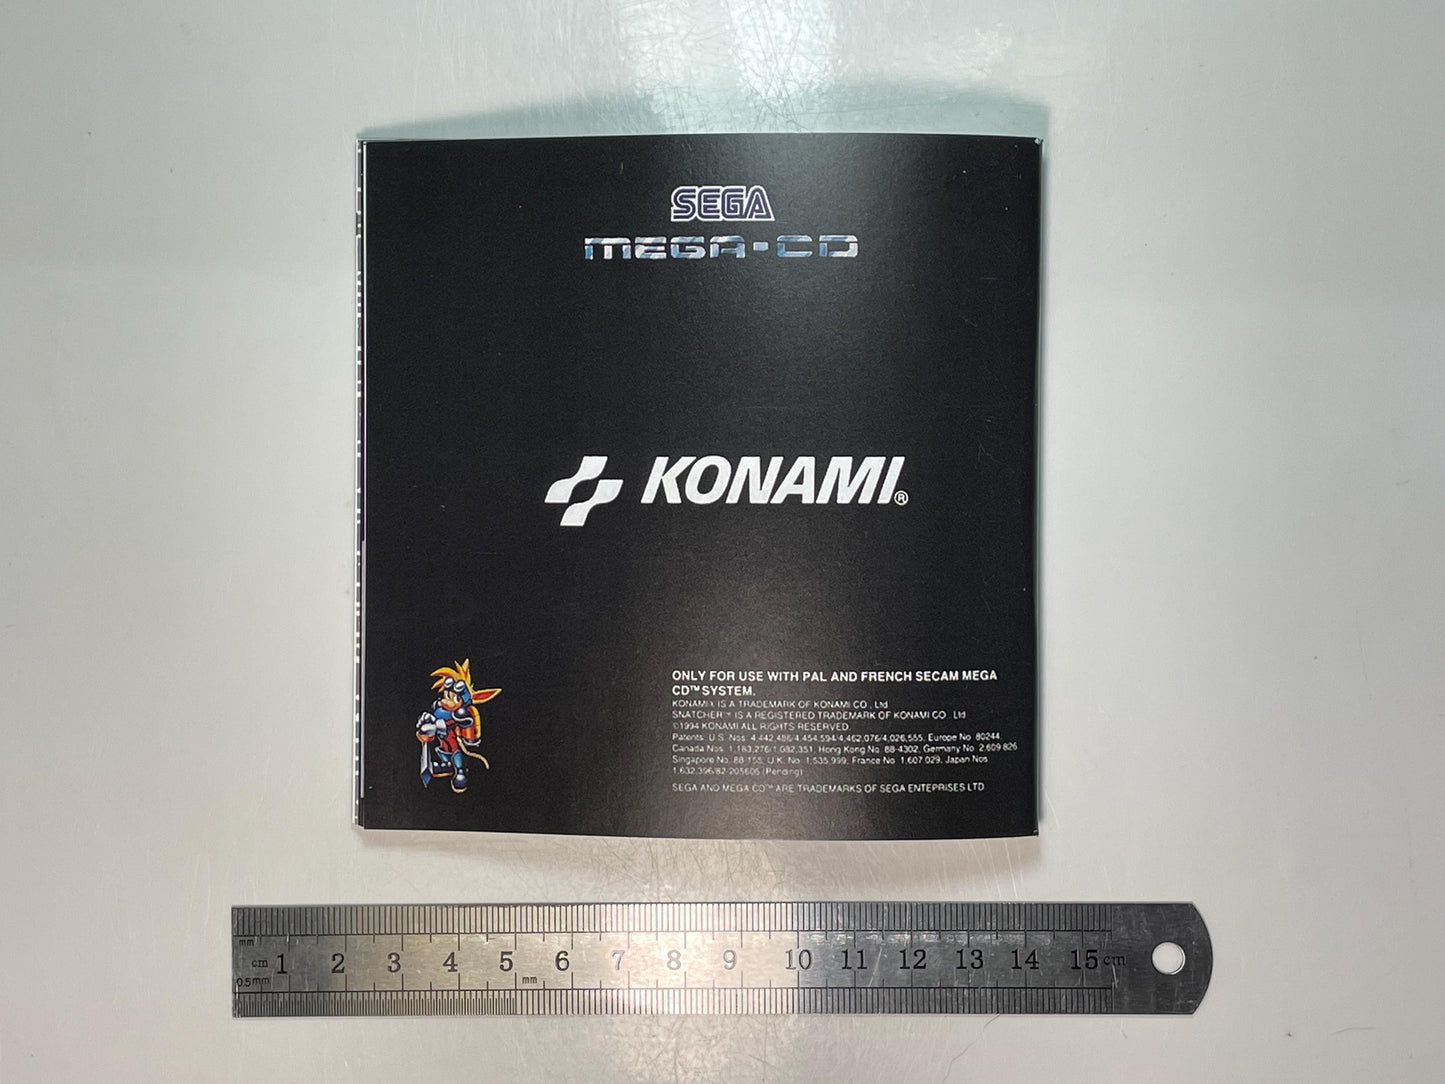 SEGA
MEGA-CD
KONAMI®
ONLY FOR USE WITH PAL AND FRENCH SECAM MEGA
CD™ SYSTEM.
KONAMI® IS A TRADEMARK OF KONAMI CO., Ltd
SNATCHER™ IS A REGISTERED TRADEMARK OF KONAMI CO., Ltd
©1994 KONAMI ALL RIGHTS RESERVED.
Patents: U.S. Nos. 4,442,486/4,454,594/4,462,076/4,026,555, Europe No. 80244,
Canada Nos. 1,183,276/1,082,351, Hong Kong No. 88-4302, Germany No. 2,609,826
Singapore No. 88-155, U.K. No. 1,535,999, France No. 1,607,029, Japan Nos.
1,632,396/82-205605 (Pending)
SEGA AND MEGA CD™ ARE TRADEMARKS OF SEGA ENTEPRISES LTD.
mm
cm 1 2 3 4 5 6 7 8 9 10 11 12 13 14 15 cm
0.5mm mm